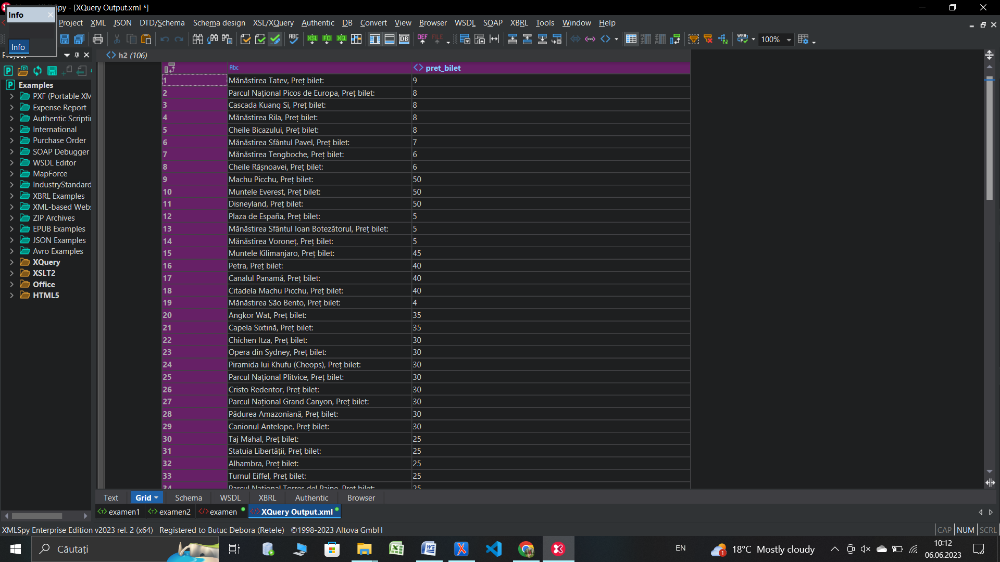 Spy - [XQuery Output.xml *]
Info
Info
Project XML JSON DTD/Schema Schema design XSL/XQuery Authentic DB Convert View Browser WSDL SOAP XBRL Tools Window Help
100%
h2 (106)
Abc pret_bilet
1 Mănăstirea Tatev, Preț bilet: 9
2 Parcul Național Picos de Europa, Preț bilet: 8
3 Cascada Kuang Si, Preț bilet: 8
4 Mănăstirea Rila, Preț bilet: 8
5 Cheile Bicazului, Preț bilet: 8
6 Mănăstirea Sfântul Pavel, Preț bilet: 7
7 Mănăstirea Tengboche, Preț bilet: 6
8 Cheile Râșnoavei, Preț bilet: 6
9 Machu Picchu, Preț bilet: 50
10 Muntele Everest, Preț bilet: 50
11 Disneyland, Preț bilet: 50
12 Plaza de España, Preț bilet: 5
13 Mănăstirea Sfântul Ioan Botezătorul, Preț bilet: 5
14 Mănăstirea Voroneț, Preț bilet: 5
15 Muntele Kilimanjaro, Preț bilet: 45
16 Petra, Preț bilet: 40
17 Canalul Panamá, Preț bilet: 40
18 Citadela Machu Picchu, Preț bilet: 40
19 Mănăstirea São Bento, Preț bilet: 4
20 Angkor Wat, Preț bilet: 35
21 Capela Sixtină, Preț bilet: 35
22 Chichen Itza, Preț bilet: 30
23 Opera din Sydney, Preț bilet: 30
24 Piramida lui Khufu (Cheops), Preț bilet: 30
25 Parcul Național Plitvice, Preț bilet: 30
26 Cristo Redentor, Preț bilet: 30
27 Parcul Național Grand Canyon, Preț bilet: 30
28 Pădurea Amazoniană, Preț bilet: 30
29 Canionul Antelope, Preț bilet: 30
30 Taj Mahal, Preț bilet: 25
31 Statuia Libertății, Preț bilet: 25
32 Alhambra, Preț bilet: 25
33 Turnul Eiffel, Preț bilet: 25
34 Parcul Național Torres del Paine, Preț bilet: 25
Examples
PXF (Portable XM
Expense Report
Authentic Scriptin
International
Purchase Order
SOAP Debugger
WSDL Editor
MapForce
IndustryStandard
XBRL Examples
XML-based Webs
ZIP Archives
EPUB Examples
JSON Examples
Avro Examples
XQuery
XSLT2
Office
HTML5
Text Grid Schema WSDL XBRL Authentic Browser
examen1 examen2 examen XQuery Output.xml
XMLSpy Enterprise Edition v2023 rel. 2 (x64) Registered to Butuc Debora (Retele) ©1998-2023 Altova GmbH
CAP NUM SCRL
Căutați
EN
18°C Mostly cloudy
10:12
06.06.2023